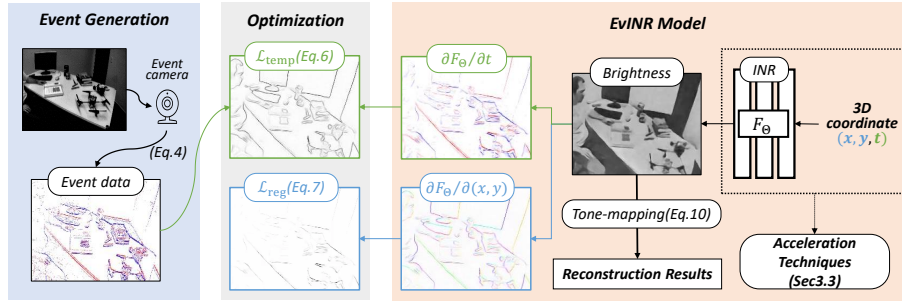 Event Generation
Event
camera
(Eq.4)
Event data
Optimization
ℒtemp(Eq.6)
ℒreg(Eq.7)
EvINR Model
∂FΘ/∂t
∂FΘ/∂(x, y)
Brightness
Tone-mapping(Eq.10)
Reconstruction Results
INR
FΘ
3D
coordinate
(x, y, t)
Acceleration
Techniques
(Sec3.3)